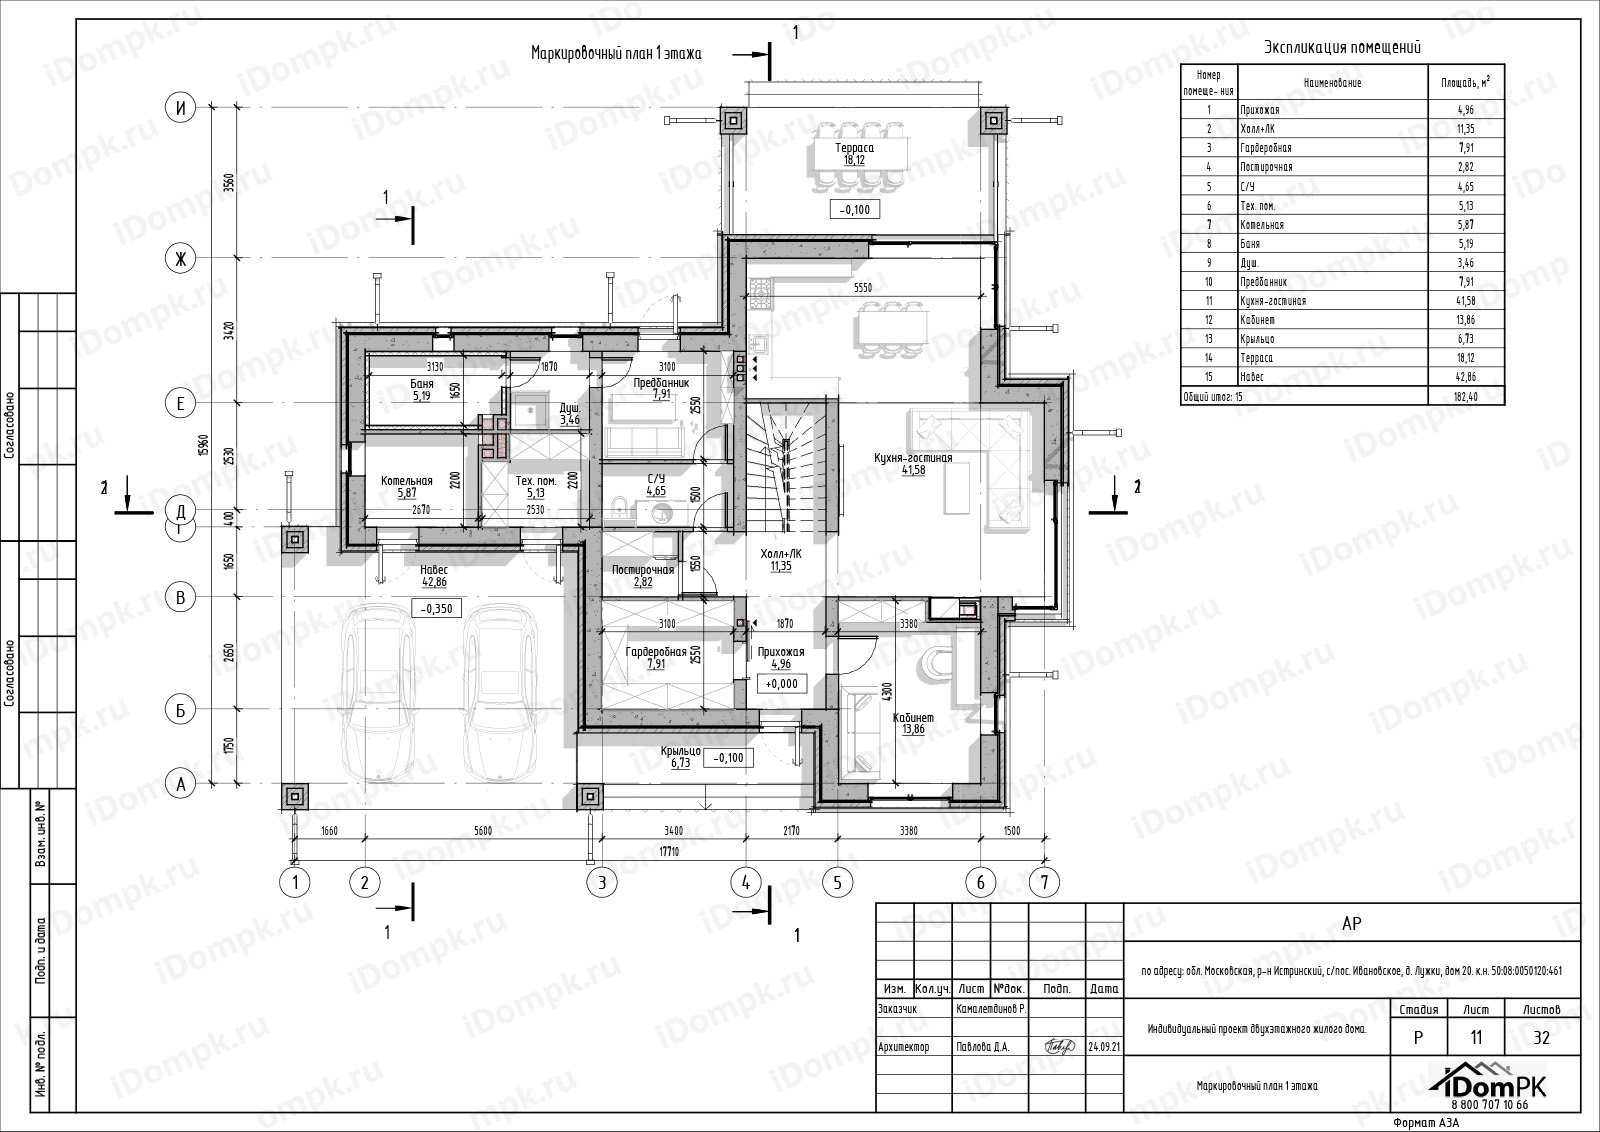 Маркировочный план 1 этажа
1
1
Экспликация помещений
Номер помеще- ния Наименование Площадь, м²
1 Прихожая 4,96
2 Холл+ЛК 11,35
3 Гардеробная 7,91
4 Постирочная 2,82
5 С/У 4,65
6 Тех. пом. 5,13
7 Котельная 5,87
8 Баня 5,19
9 Душ. 3,46
10 Предбанник 7,91
11 Кухня-гостиная 41,58
12 Кабинет 13,86
13 Крыльцо 6,73
14 Терраса 18,12
15 Навес 42,86
Общий итог: 15 182,40
И
Ж
Е
Д
Г
В
Б
А
3560
3420
2530
400
1650
2650
1750
15960
Терраса
18,12
-0,100
5550
3130
1870
3100
Баня
5,19
1650
Душ.
3,46
Предбанник
7,91
2550
Кухня-гостиная
41,58
Котельная
5,87
2200
2670
Тех. пом.
5,13
2200
2530
С/У
4,65
1500
2
2
Навес
42,86
-0,350
Постирочная
2,82
1550
Холл+ЛК
11,35
3100
1870
3380
Гардеробная
7,91
2550
Прихожая
4,96
+0,000
4300
Кабинет
13,86
Крыльцо
6,73
-0,100
1660 5600 3400 2170 3380 1500
17710
1 2 3 4 5 6 7
1
1
Согласовано
Согласовано
Взам. инв. №
Подп. и дата
Инв. № подл.
АР
по адресу: обл. Московская, р-н Истринский, с/пос. Ивановское, д. Лужки, дом 20. к.н. 50:08:0050120:461
Изм. Кол.уч. Лист №док. Подп. Дата
Заказчик Камалетдинов Р.
Архитектор Павлова Д.А. 24.09.21
Индивидуальный проект двухэтажного жилого дома.
Стадия Лист Листов
Р 11 32
Маркировочный план 1 этажа
iDomPK
8 800 707 10 66
Формат А3А
iDompk.ru